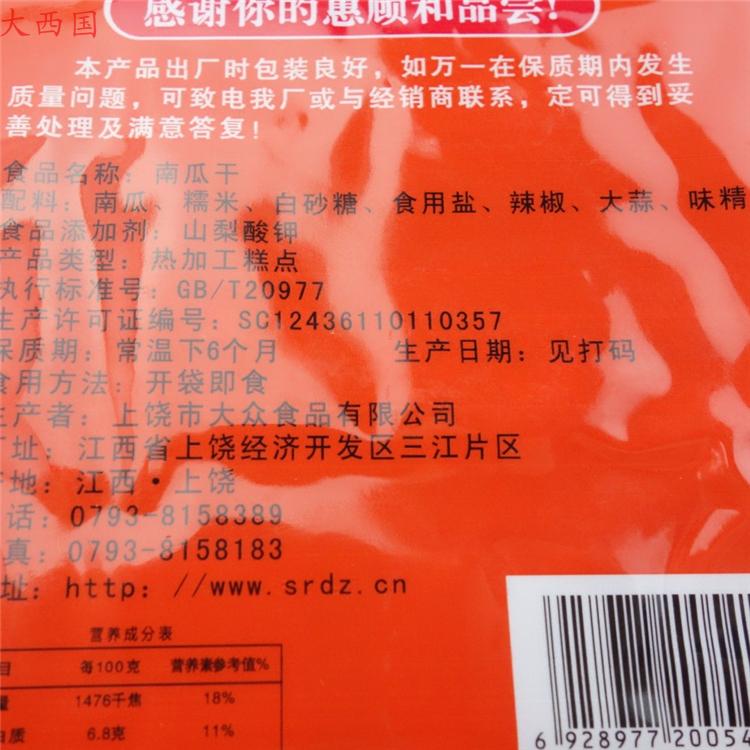 大西国
感谢你的惠顾和品尝!
本产品出厂时包装良好，如万一在保质期内发生
质量问题，可致电我厂或与经销商联系，定可得到妥
善处理及满意答复!
食品名称：南瓜干
配料：南瓜、糯米、白砂糖、食用盐、辣椒、大蒜、味精
食品添加剂：山梨酸钾
产品类型：热加工糕点
执行标准号：GB/T20977
生产许可证编号：SC12436110110357
保质期：常温下6个月 生产日期：见打码
食用方法：开袋即食
生产者：上饶市大众食品有限公司
厂址：江西省上饶经济开发区三江片区
产地：江西·上饶
话：0793-8158389
真：0793-8158183
址：http：//www.srdz.cn
营养成分表
目 每100克 营养素参考值%
量 1476千焦 18%
白质 6.8克 11%
6 928977 20054